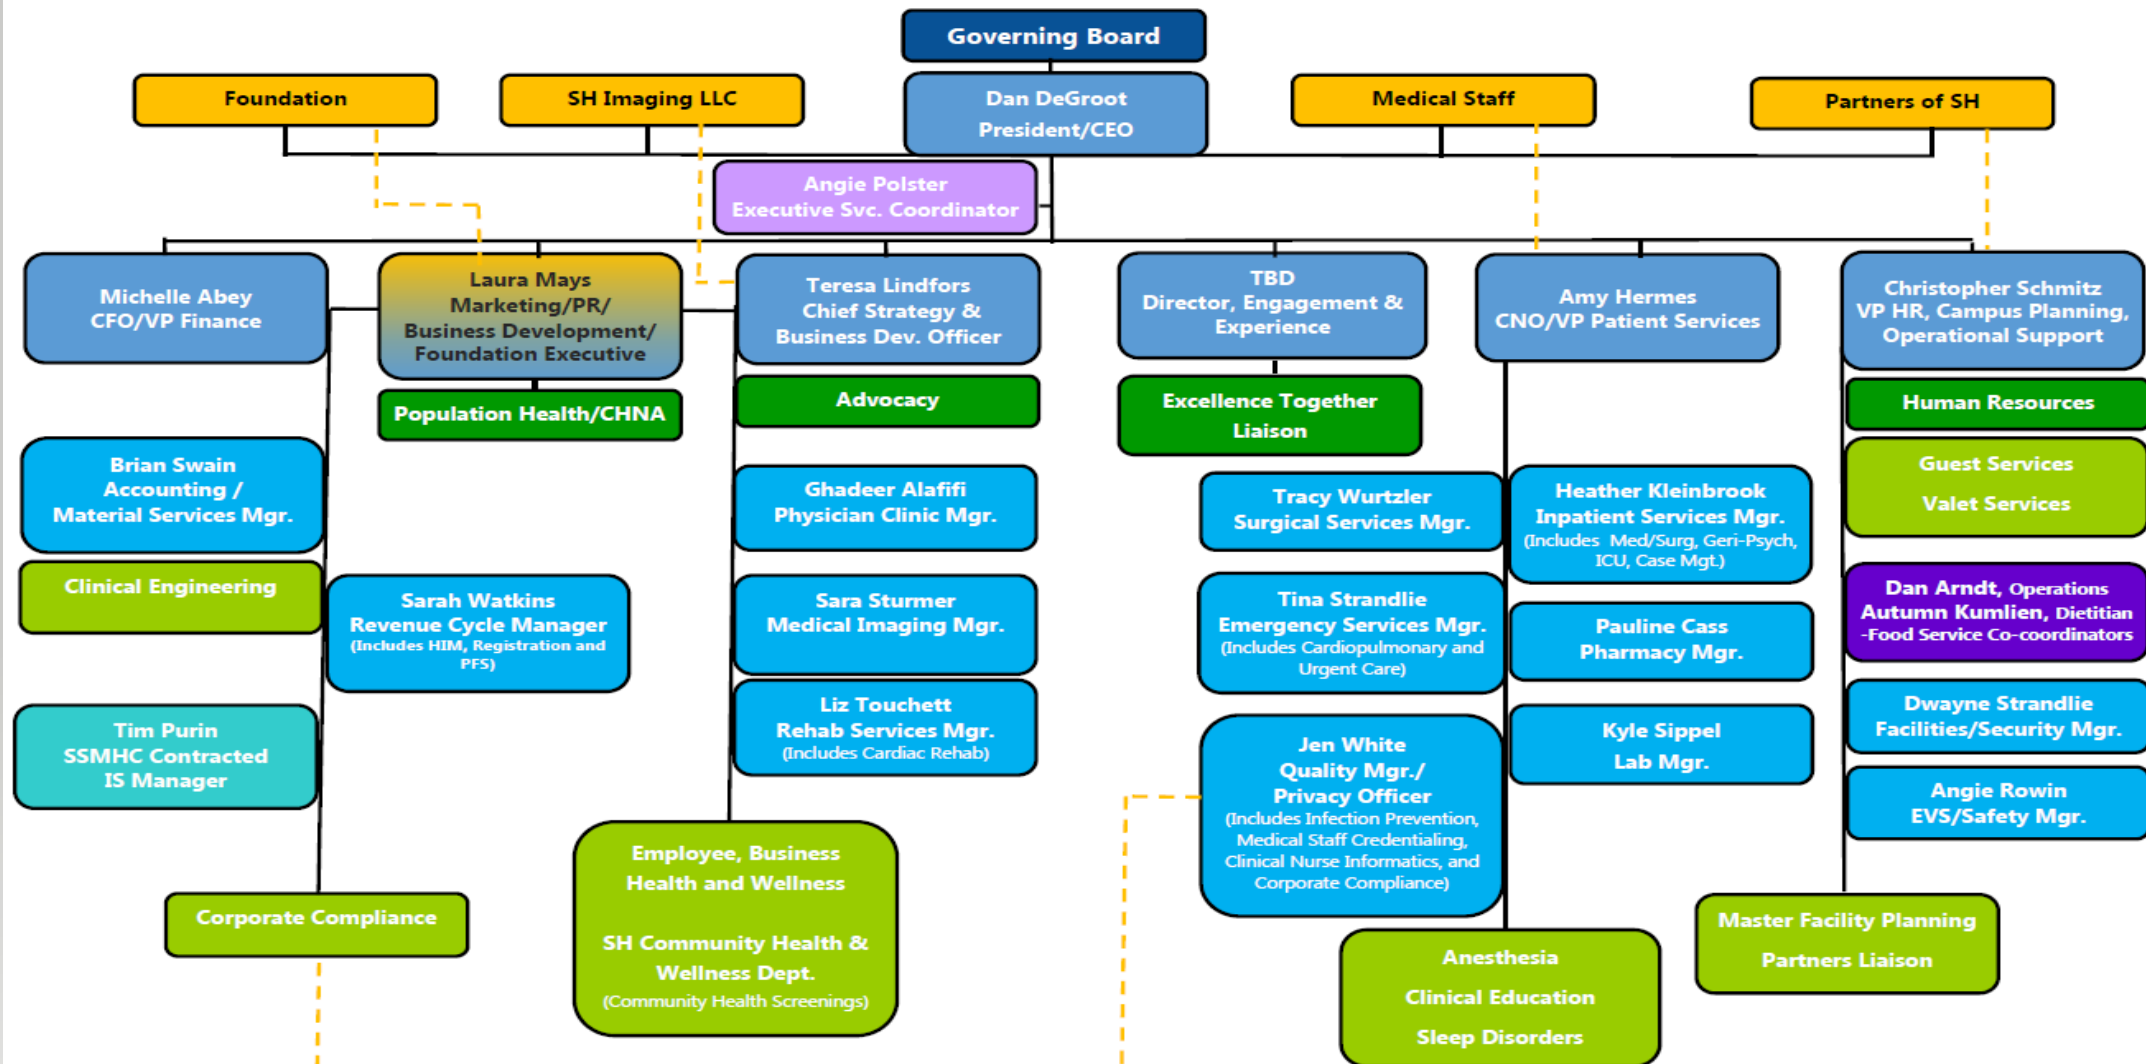 Governing Board
Foundation
SH Imaging LLC
Dan DeGroot
President/CEO
Medical Staff
Partners of SH
Angie Polster
Executive Svc. Coordinator
Michelle Abey
CFO/VP Finance
Laura Mays
Marketing/PR/
Business Development/
Foundation Executive
Teresa Lindfors
Chief Strategy &
Business Dev. Officer
TBD
Director, Engagement &
Experience
Amy Hermes
CNO/VP Patient Services
Christopher Schmitz
VP HR, Campus Planning,
Operational Support
Population Health/CHNA
Advocacy
Excellence Together
Liaison
Human Resources
Brian Swain
Accounting /
Material Services Mgr.
Ghadeer Alafifi
Physician Clinic Mgr.
Tracy Wurtzler
Surgical Services Mgr.
Heather Kleinbrook
Inpatient Services Mgr.
(Includes Med/Surg, Geri-Psych,
ICU, Case Mgt.)
Guest Services
Valet Services
Clinical Engineering
Sarah Watkins
Revenue Cycle Manager
(Includes HIM, Registration and
PFS)
Sara Sturmer
Medical Imaging Mgr.
Tina Strandlie
Emergency Services Mgr.
(Includes Cardiopulmonary and
Urgent Care)
Pauline Cass
Pharmacy Mgr.
Dan Arndt, Operations
Autumn Kumlien, Dietitian
-Food Service Co-coordinators
Tim Purin
SSMHC Contracted
IS Manager
Liz Touchett
Rehab Services Mgr.
(Includes Cardiac Rehab)
Jen White
Quality Mgr./
Privacy Officer
(Includes Infection Prevention,
Medical Staff Credentialing,
Clinical Nurse Informatics, and
Corporate Compliance)
Kyle Sippel
Lab Mgr.
Dwayne Strandlie
Facilities/Security Mgr.
Angie Rowin
EVS/Safety Mgr.
Corporate Compliance
Employee, Business
Health and Wellness
SH Community Health &
Wellness Dept.
(Community Health Screenings)
Anesthesia
Clinical Education
Sleep Disorders
Master Facility Planning
Partners Liaison